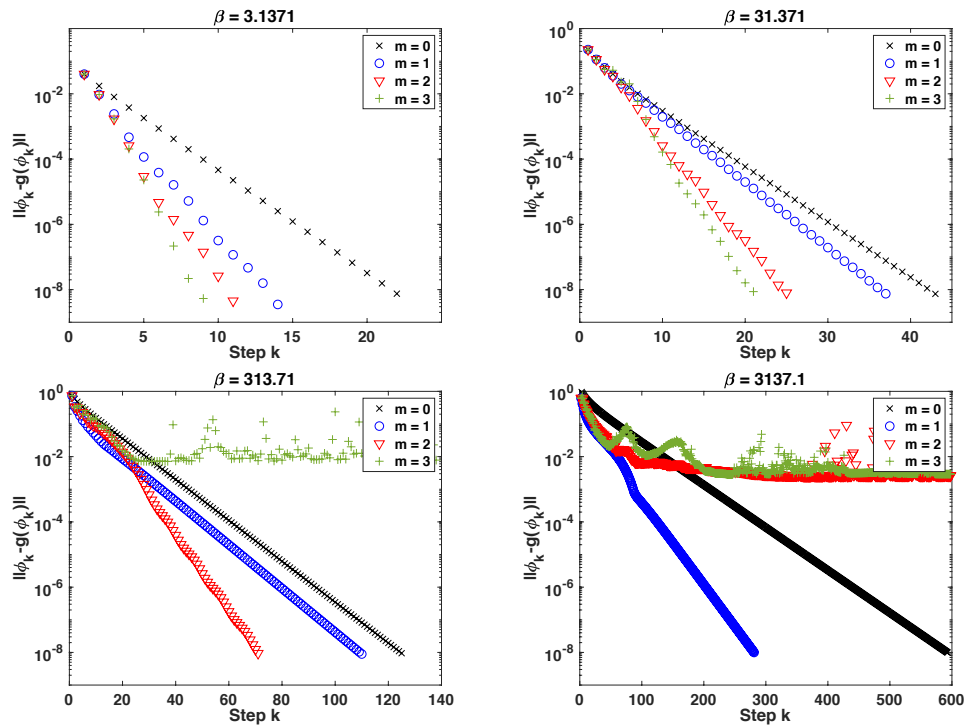 β = 3.1371
||ϕk-g(ϕk)||
10-2
10-4
10-6
10-8
0 5 10 15 20
Step k
m = 0
m = 1
m = 2
m = 3
β = 31.371
||ϕk-g(ϕk)||
100
10-2
10-4
10-6
10-8
0 10 20 30 40
Step k
m = 0
m = 1
m = 2
m = 3
β = 313.71
||ϕk-g(ϕk)||
100
10-2
10-4
10-6
10-8
0 20 40 60 80 100 120 140
Step k
m = 0
m = 1
m = 2
m = 3
β = 3137.1
||ϕk-g(ϕk)||
100
10-2
10-4
10-6
10-8
0 100 200 300 400 500 600
Step k
m = 0
m = 1
m = 2
m = 3